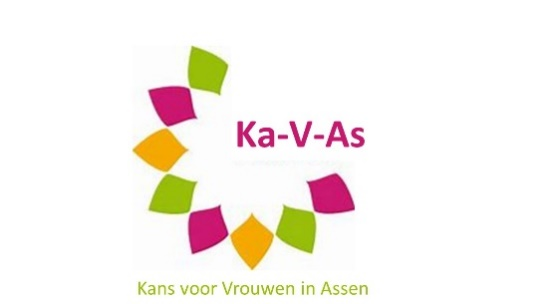 Ka-V-As
Kans voor Vrouwen in Assen